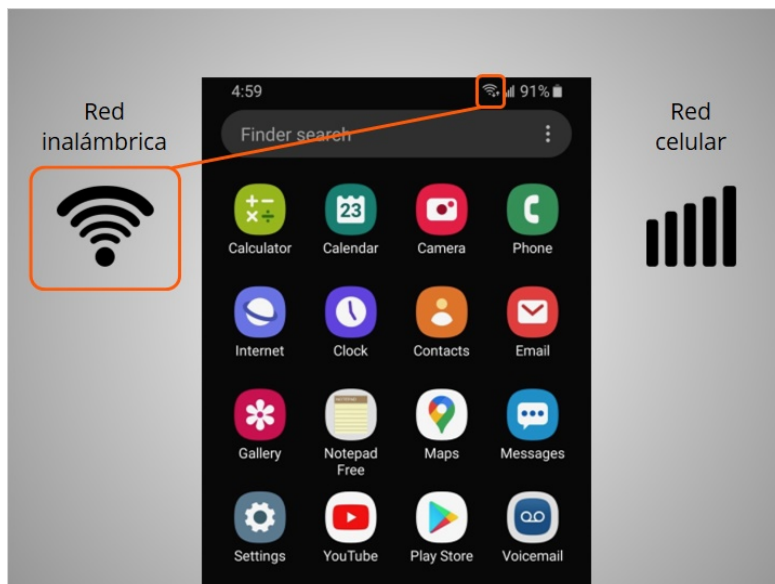 Red
inalámbrica
Red
celular
4:59
91%
Finder search
Calculator
Calendar
23
Camera
Phone
Internet
Clock
Contacts
Email
Gallery
Notepad
Free
Maps
Messages
Settings
YouTube
Play Store
Voicemail